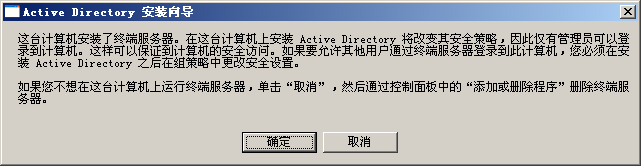 Active Directory 安装向导
这台计算机安装了终端服务器。在这台计算机上安装 Active Directory 将改变其安全策略，因此仅有管理员可以登
录到计算机。这样可以保证到计算机的安全访问。如果要允许其他用户通过终端服务器登录到此计算机，您必须在安
装 Active Directory 之后在组策略中更改安全设置。
如果您不想在这台计算机上运行终端服务器，单击“取消”，然后通过控制面板中的“添加或删除程序”删除终端服
务器。
确定 取消